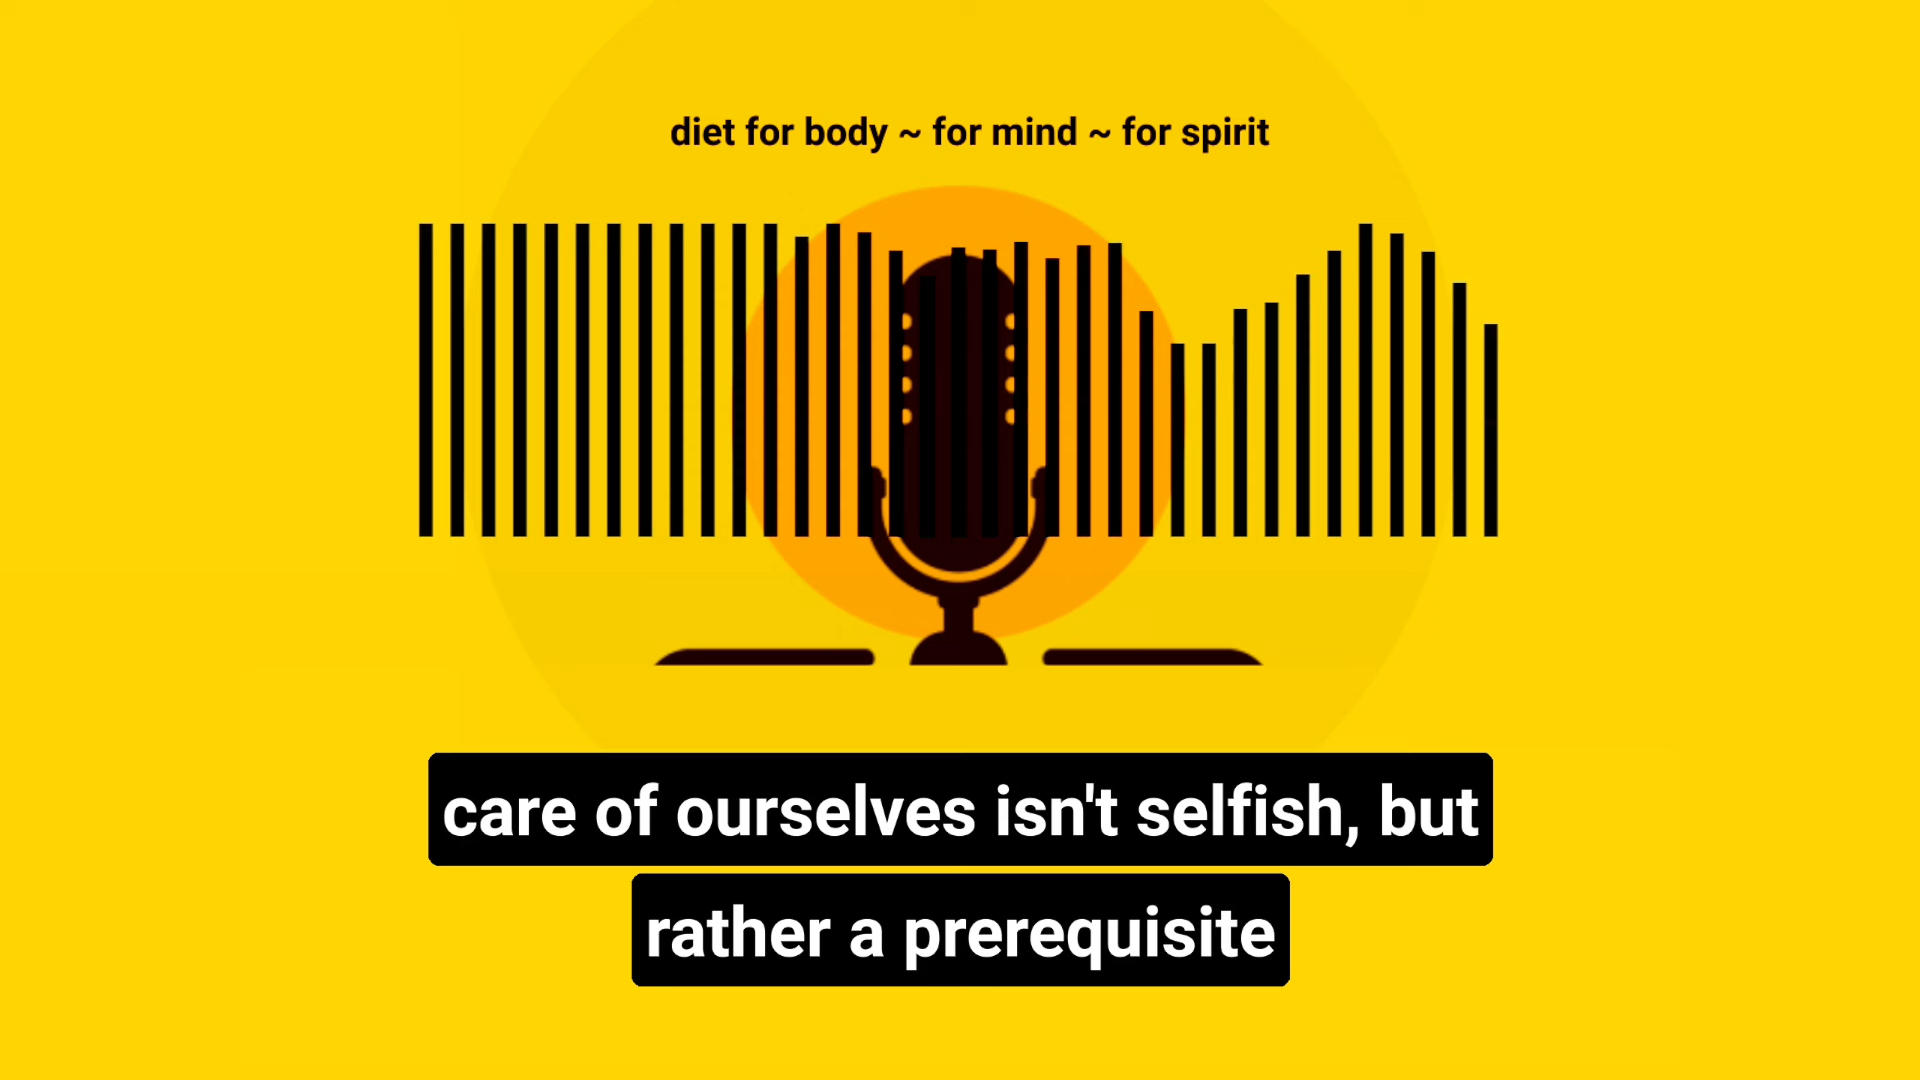 diet for body ~ for mind ~ for spirit
care of ourselves isn't selfish, but
rather a prerequisite